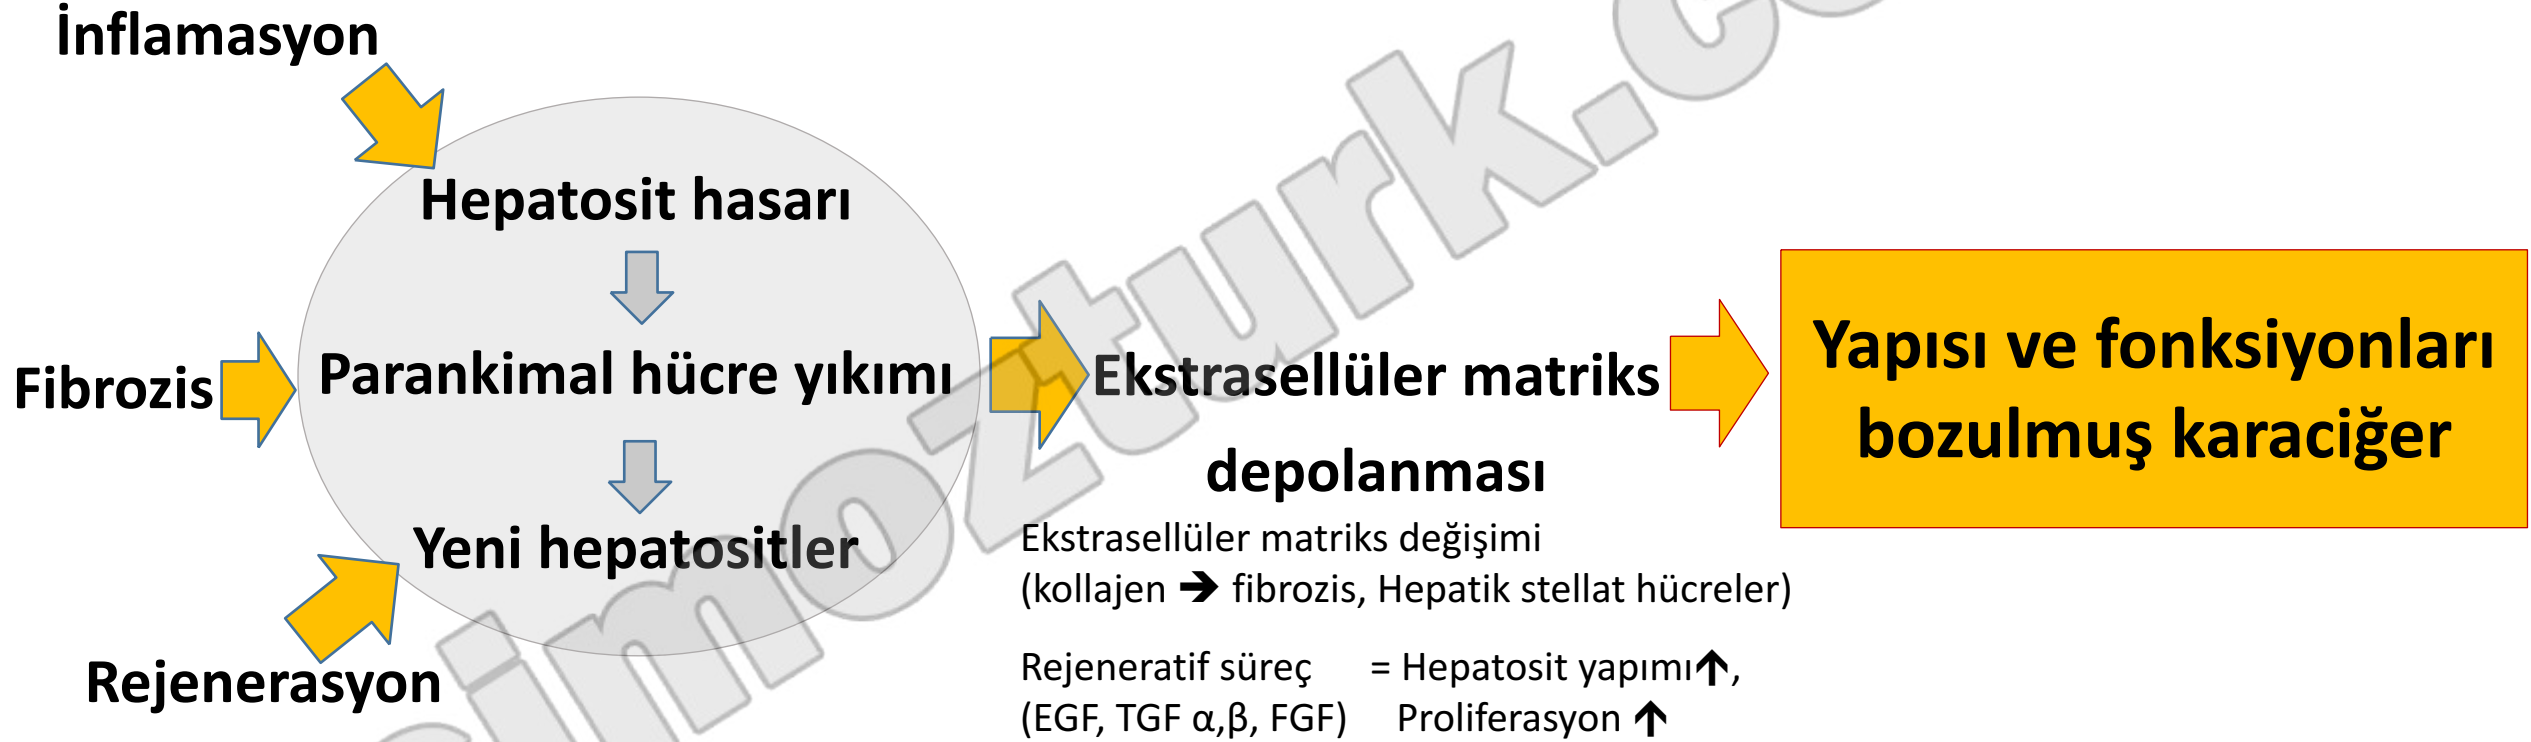 İnflamasyon
Hepatosit hasarı
Fibrozis
Parankimal hücre yıkımı
Yeni hepatositler
Rejenerasyon
Ekstrasellüler matriks
depolanması
Ekstrasellüler matriks değişimi
(kollajen ➔ fibrozis, Hepatik stellat hücreler)
Rejeneratif süreç = Hepatosit yapımı🡹,
(EGF, TGF α,β, FGF) Proliferasyon 🡹
Yapısı ve fonksiyonları
bozulmuş karaciğer